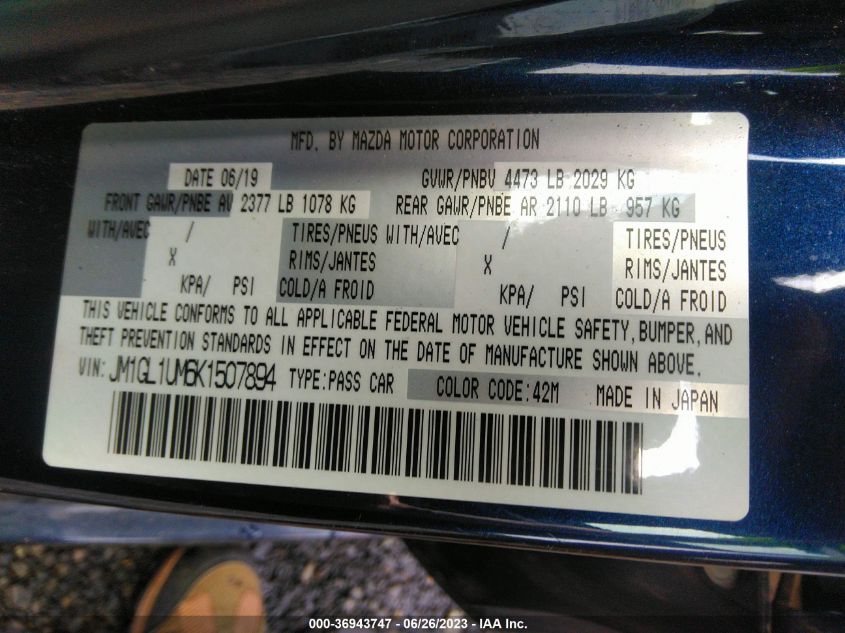 MFD. BY MAZDA MOTOR CORPORATION
DATE 06/19 GVWR/PNBV 4473 LB 2029 KG
FRONT GAWR/PNBE AV 2377 LB 1078 KG REAR GAWR/PNBE AR 2110 LB 957 KG
WITH/AVEC / TIRES/PNEUS WITH/AVEC / TIRES/PNEUS
X RIMS/JANTES X RIMS/JANTES
KPA/ PSI COLD/A FROID KPA/ PSI COLD/A FROID
THIS VEHICLE CONFORMS TO ALL APPLICABLE FEDERAL MOTOR VEHICLE SAFETY, BUMPER, AND
THEFT PREVENTION STANDARDS IN EFFECT ON THE DATE OF MANUFACTURE SHOWN ABOVE.
VIN: JM1GL1UM6K1507894 TYPE:PASS CAR COLOR CODE:42M MADE IN JAPAN
000-36943747 - 06/26/2023 - IAA Inc.